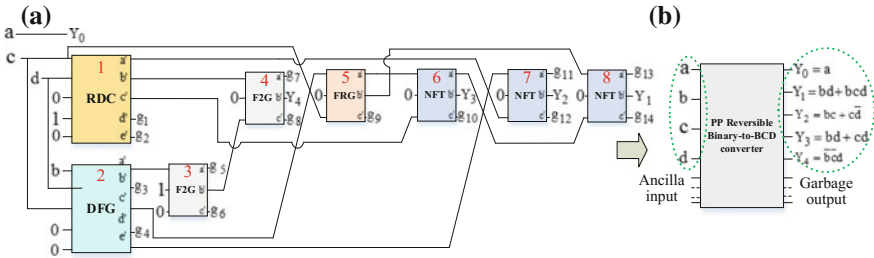 (a)
(b)
a Y₀
c
d
0
1
0
1
RDC
a'
b'
c'
d'
e'
g₁
g₂
b
0
0
2
DFG
a'
b'
c'
d'
e'
g₃
g₄
1
0
3
F2G
a'
b'
c'
g₅
g₆
0
4
F2G
a'
b'
c'
g₇
Y₄
g₈
0
5
FRG
a'
b'
c'
g₉
0
6
NFT
a'
b'
c'
Y₃
g₁₀
0
7
NFT
a'
b'
c'
g₁₁
Y₂
g₁₂
0
8
NFT
a'
b'
c'
g₁₃
Y₁
g₁₄
a
b
c
d
PP Reversible
Binary-to-BCD
converter
Y₀ = a
Y₁ = bd + bcd
Y₂ = bc + cd̅
Y₃ = bd + cd
Y₄ = b̅c̅d
Ancilla
input
Garbage
output